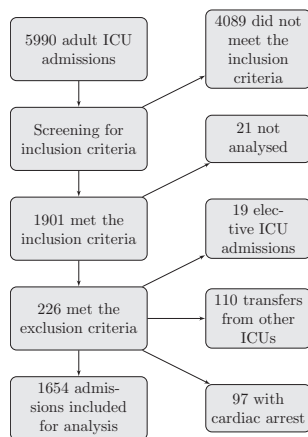 5990 adult ICU
admissions
4089 did not
meet the
inclusion
criteria
Screening for
inclusion criteria
21 not
analysed
1901 met the
inclusion criteria
19 elec-
tive ICU
admissions
226 met the
exclusion criteria
110 transfers
from other
ICUs
1654 admis-
sions included
for analysis
97 with
cardiac arrest